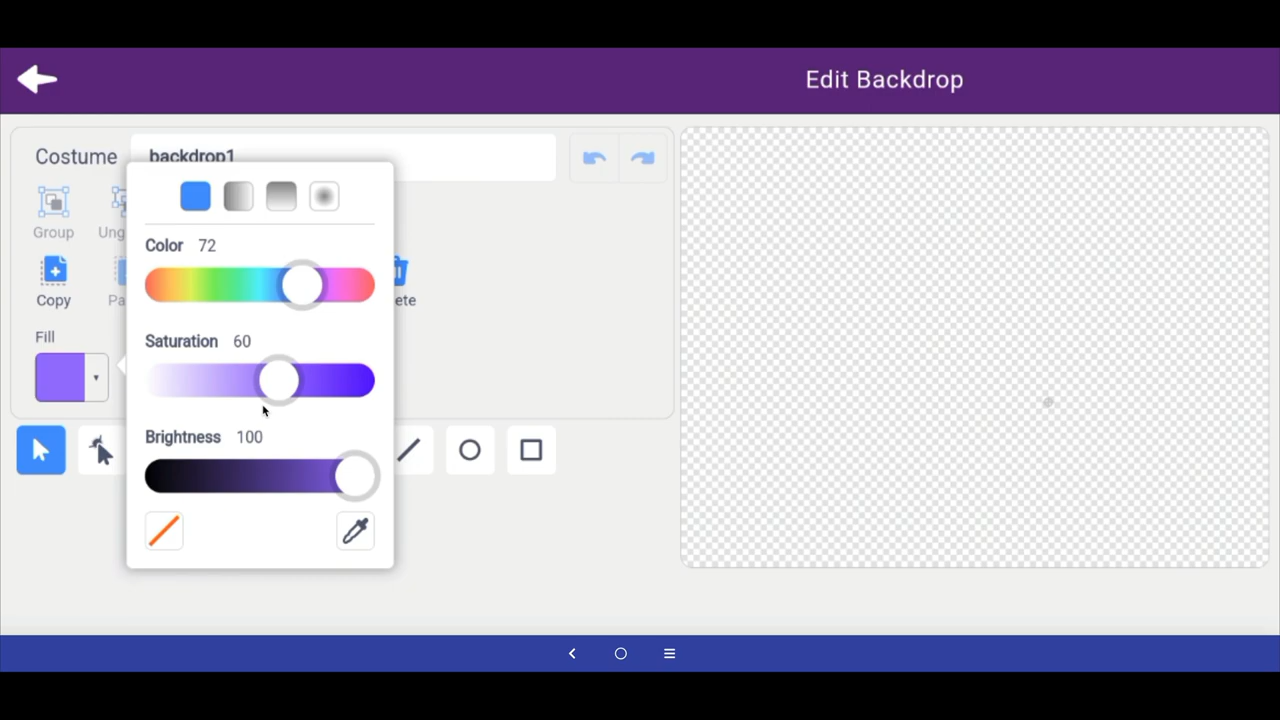 Edit Backdrop
Costume
backdrop1
Group
Ung
Copy
Pa
ete
Fill
Color 72
Saturation 60
Brightness 100